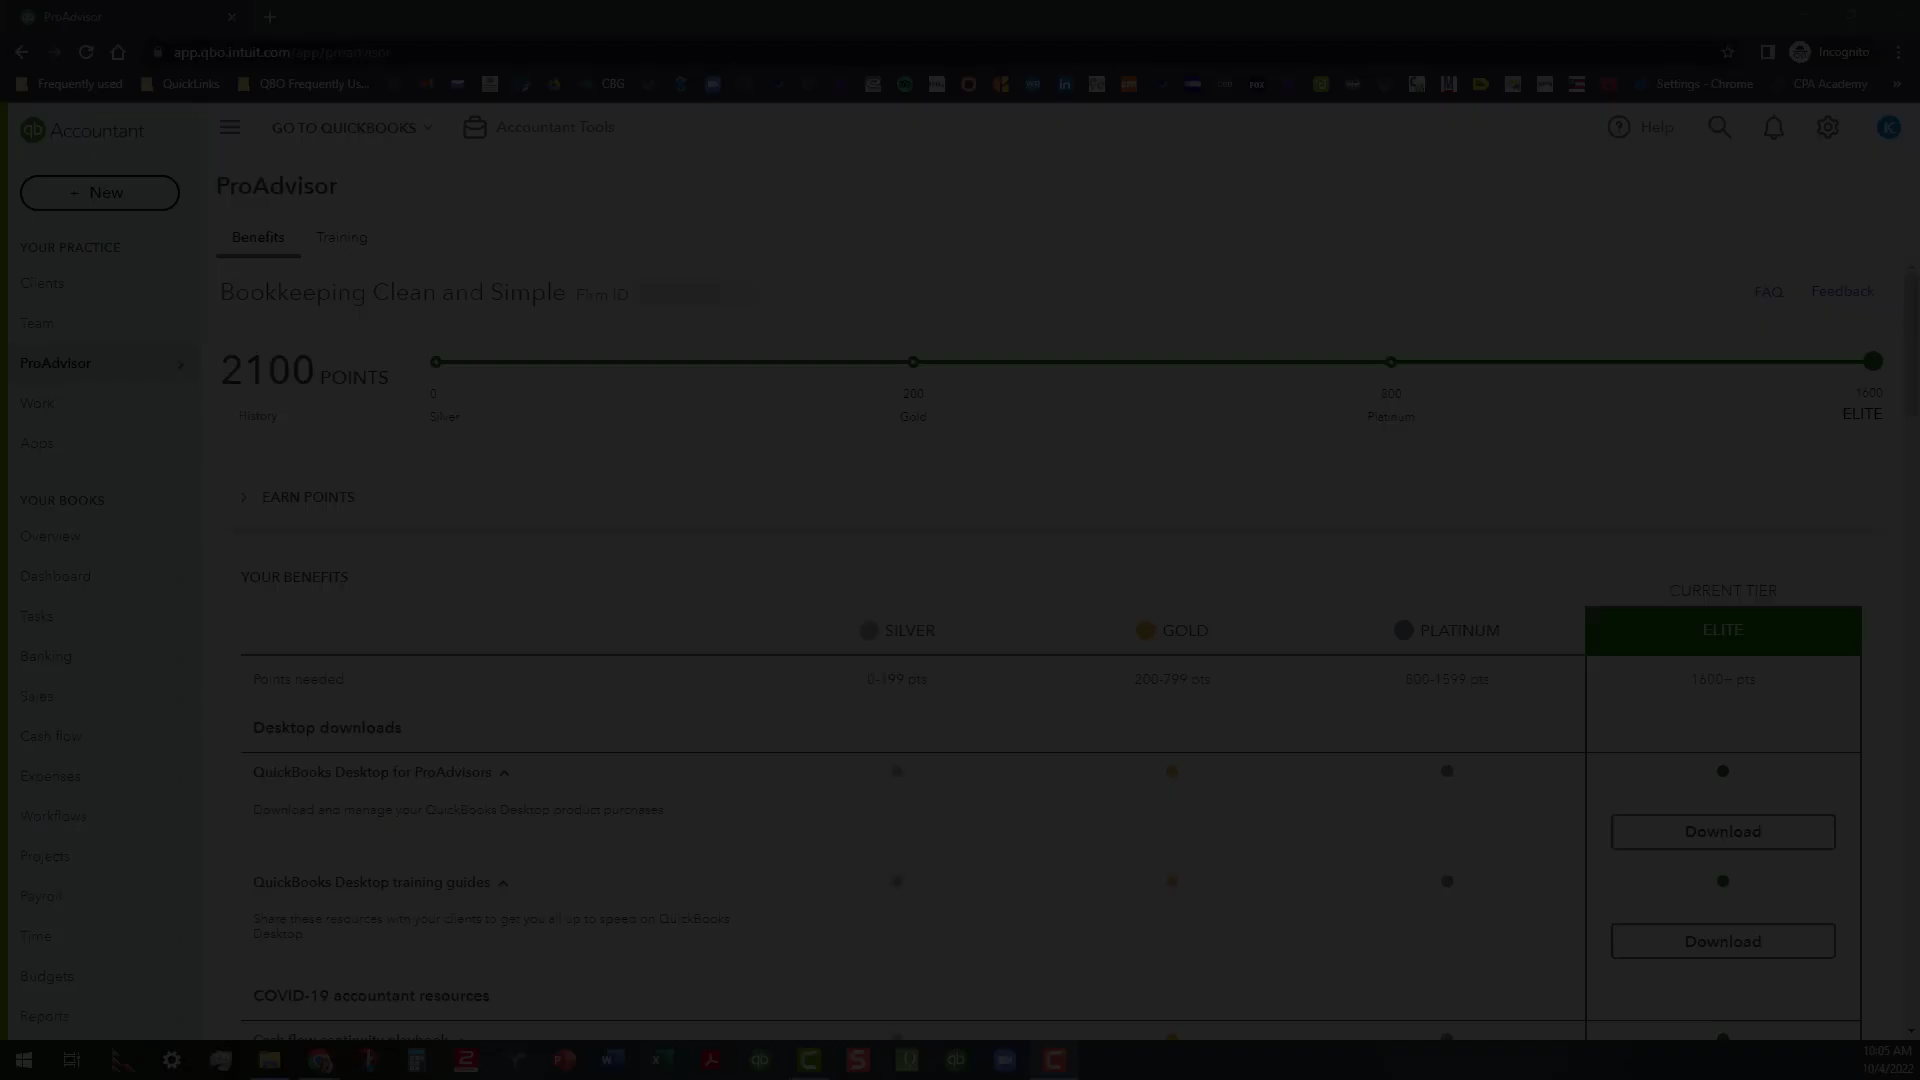 ProAdvisor
app.qbo.intuit.com/app/proadvisor
Incognito
Frequently used
QuickLinks
QBO Frequently Us...
CBG
Settings - Chrome
CPA Academy
»
qb Accountant
GO TO QUICKBOOKS
Accountant Tools
Help
K
+ New
ProAdvisor
Benefits
Training
YOUR PRACTICE
Clients
Team
ProAdvisor
Work
Apps
YOUR BOOKS
Overview
Dashboard
Tasks
Banking
Sales
Cash flow
Expenses
Workflows
Projects
Payroll
Time
Budgets
Reports
Bookkeeping Clean and Simple Firm ID
FAQ
Feedback
2100 POINTS
History
0
Silver
200
Gold
800
Platinum
1600
ELITE
EARN POINTS
YOUR BENEFITS
CURRENT TIER
SILVER
GOLD
PLATINUM
ELITE
Points needed
0-199 pts
200-799 pts
800-1599 pts
1600+ pts
Desktop downloads
QuickBooks Desktop for ProAdvisors
Download and manage your QuickBooks Desktop product purchases
Download
QuickBooks Desktop training guides
Share these resources with your clients to get you all up to speed on QuickBooks
Desktop
Download
COVID-19 accountant resources
Cash flow continuity playbook
10:05 AM
10/4/2022